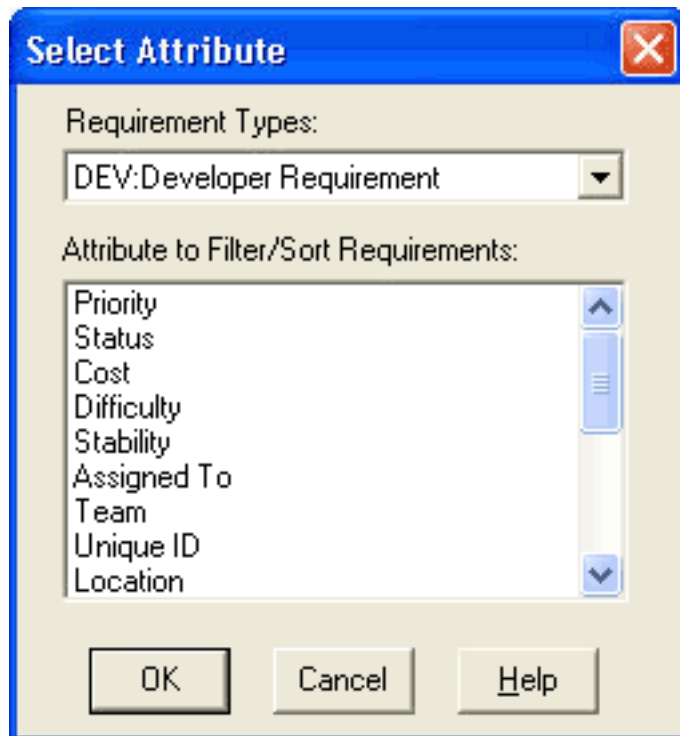 Select Attribute
Requirement Types:
DEV:Developer Requirement
Attribute to Filter/Sort Requirements:
Priority
Status
Cost
Difficulty
Stability
Assigned To
Team
Unique ID
Location
OK Cancel Help